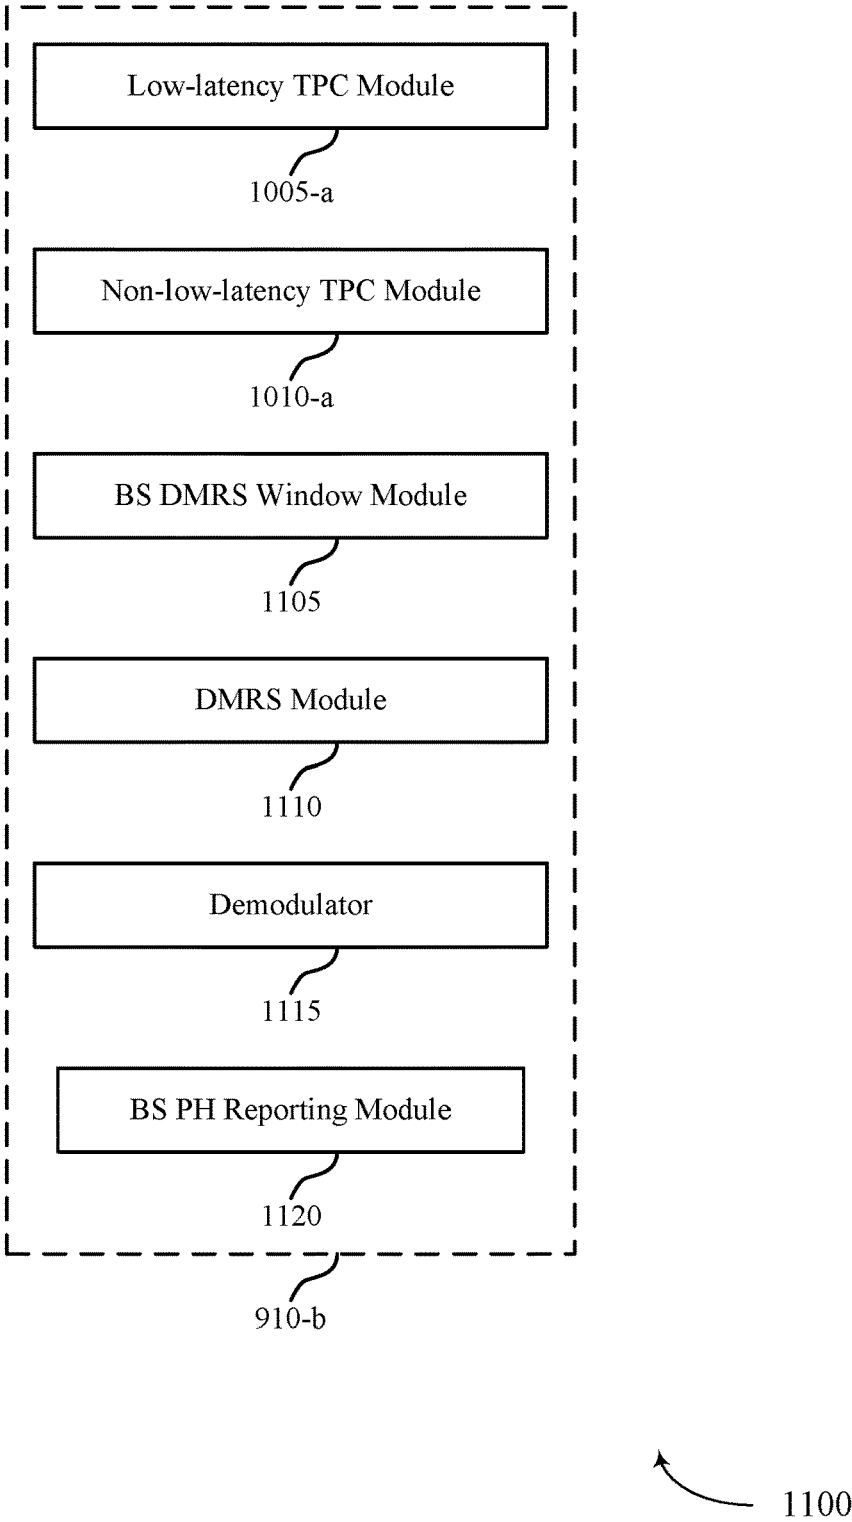 Low-latency TPC Module
1005-a
Non-low-latency TPC Module
1010-a
BS DMRS Window Module
1105
DMRS Module
1110
Demodulator
1115
BS PH Reporting Module
1120
910-b
1100